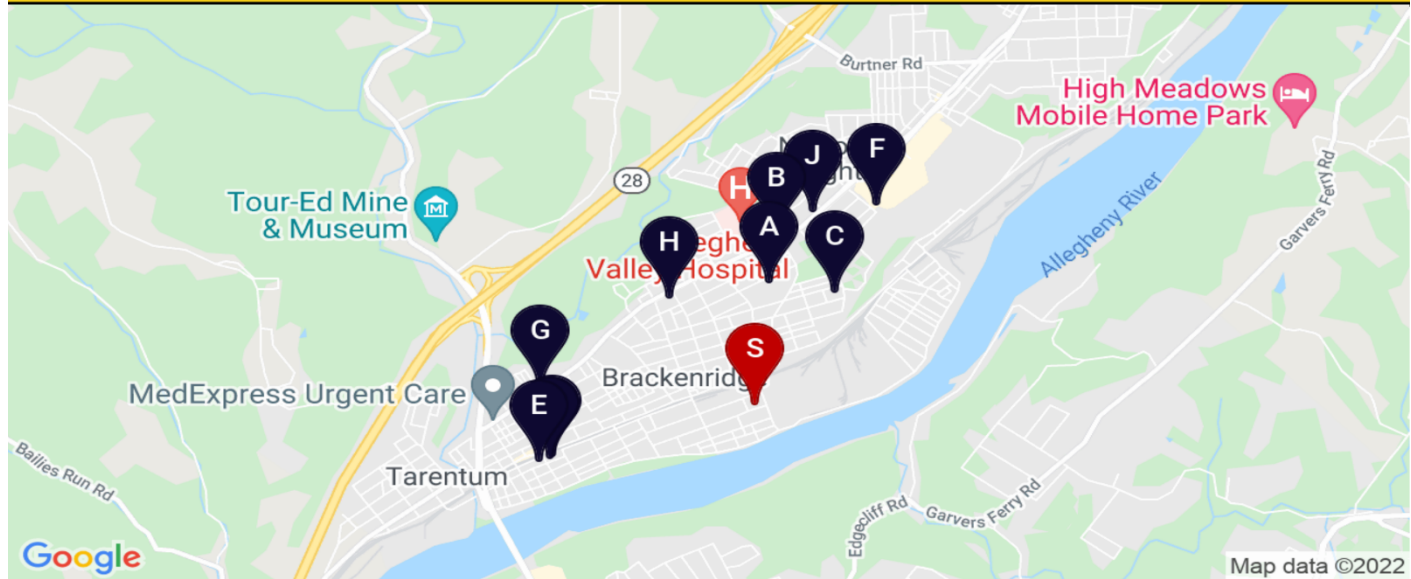 Burtner Rd
High Meadows
Mobile Home Park
F
J
B
28
H
Garvers Ferry Rd
Tour-Ed Mine
& Museum
Allegheny River
A
C
H
Valley Hospital
G
S
Brackenridge
MedExpress Urgent Care
E
Tarentum
Bailies Run Rd
Edgecliff Rd
Garvers Ferry Rd
Google
Map data ©2022